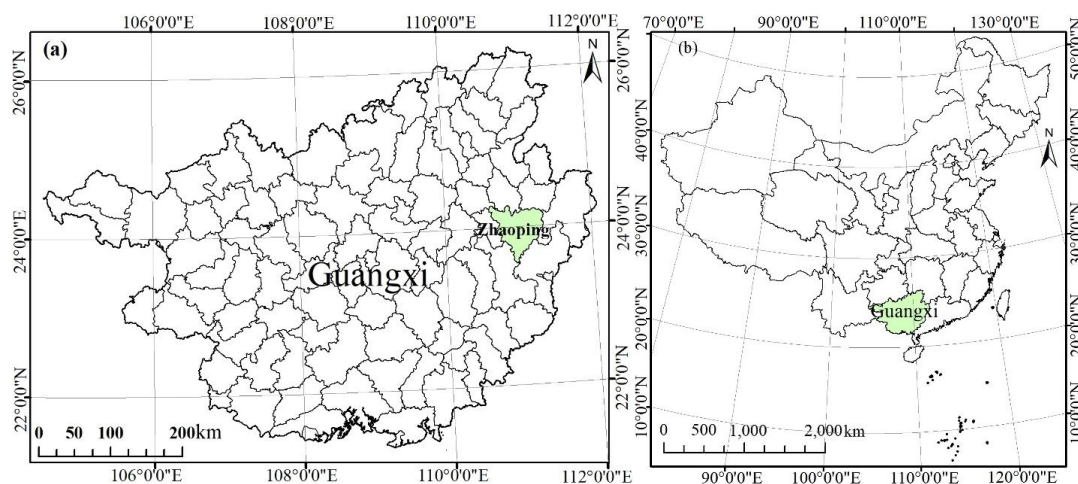 106°0'0"E 108°0'0"E 110°0'0"E 112°0'0"E
(a)
N
26°0'0"N
24°0'0"E
22°0'0"N
Zhaoping
Guangxi
26°0'0"N
24°0'0"N
22°0'0"N
0 50 100 200km
106°0'0"E 108°0'0"E 110°0'0"E 112°0'0"E
70°0'0"E 90°0'0"E 110°0'0"E 120°0'0"E 130°0'0"E
(b)
N
40°0'0"N
30°0'0"N
20°0'0"N
10°0'0"N
Guangxi
50°0'0"N
40°0'0"N
30°0'0"N
20°0'0"N
10°0'0"N
0 500 1,000 2,000km
90°0'0"E 100°0'0"E 110°0'0"E 120°0'0"E